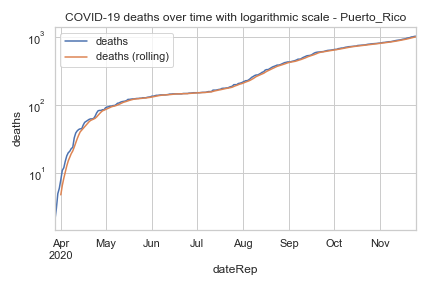 COVID-19 deaths over time with logarithmic scale - Puerto_Rico
deaths
deaths (rolling)
10³
10²
10¹
deaths
Apr May Jun Jul Aug Sep Oct Nov
2020
dateRep